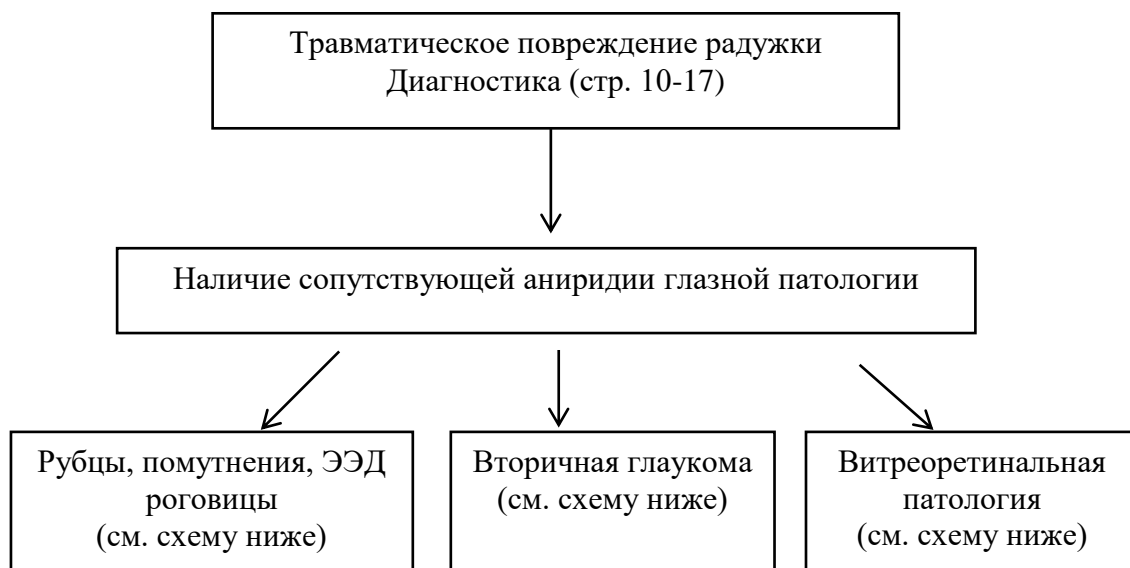 Травматическое повреждение радужки
Диагностика (стр. 10-17)
Наличие сопутствующей аниридии глазной патологии
Рубцы, помутнения, ЭЭД
роговицы
(см. схему ниже)
Вторичная глаукома
(см. схему ниже)
Витреоретинальная
патология
(см. схему ниже)